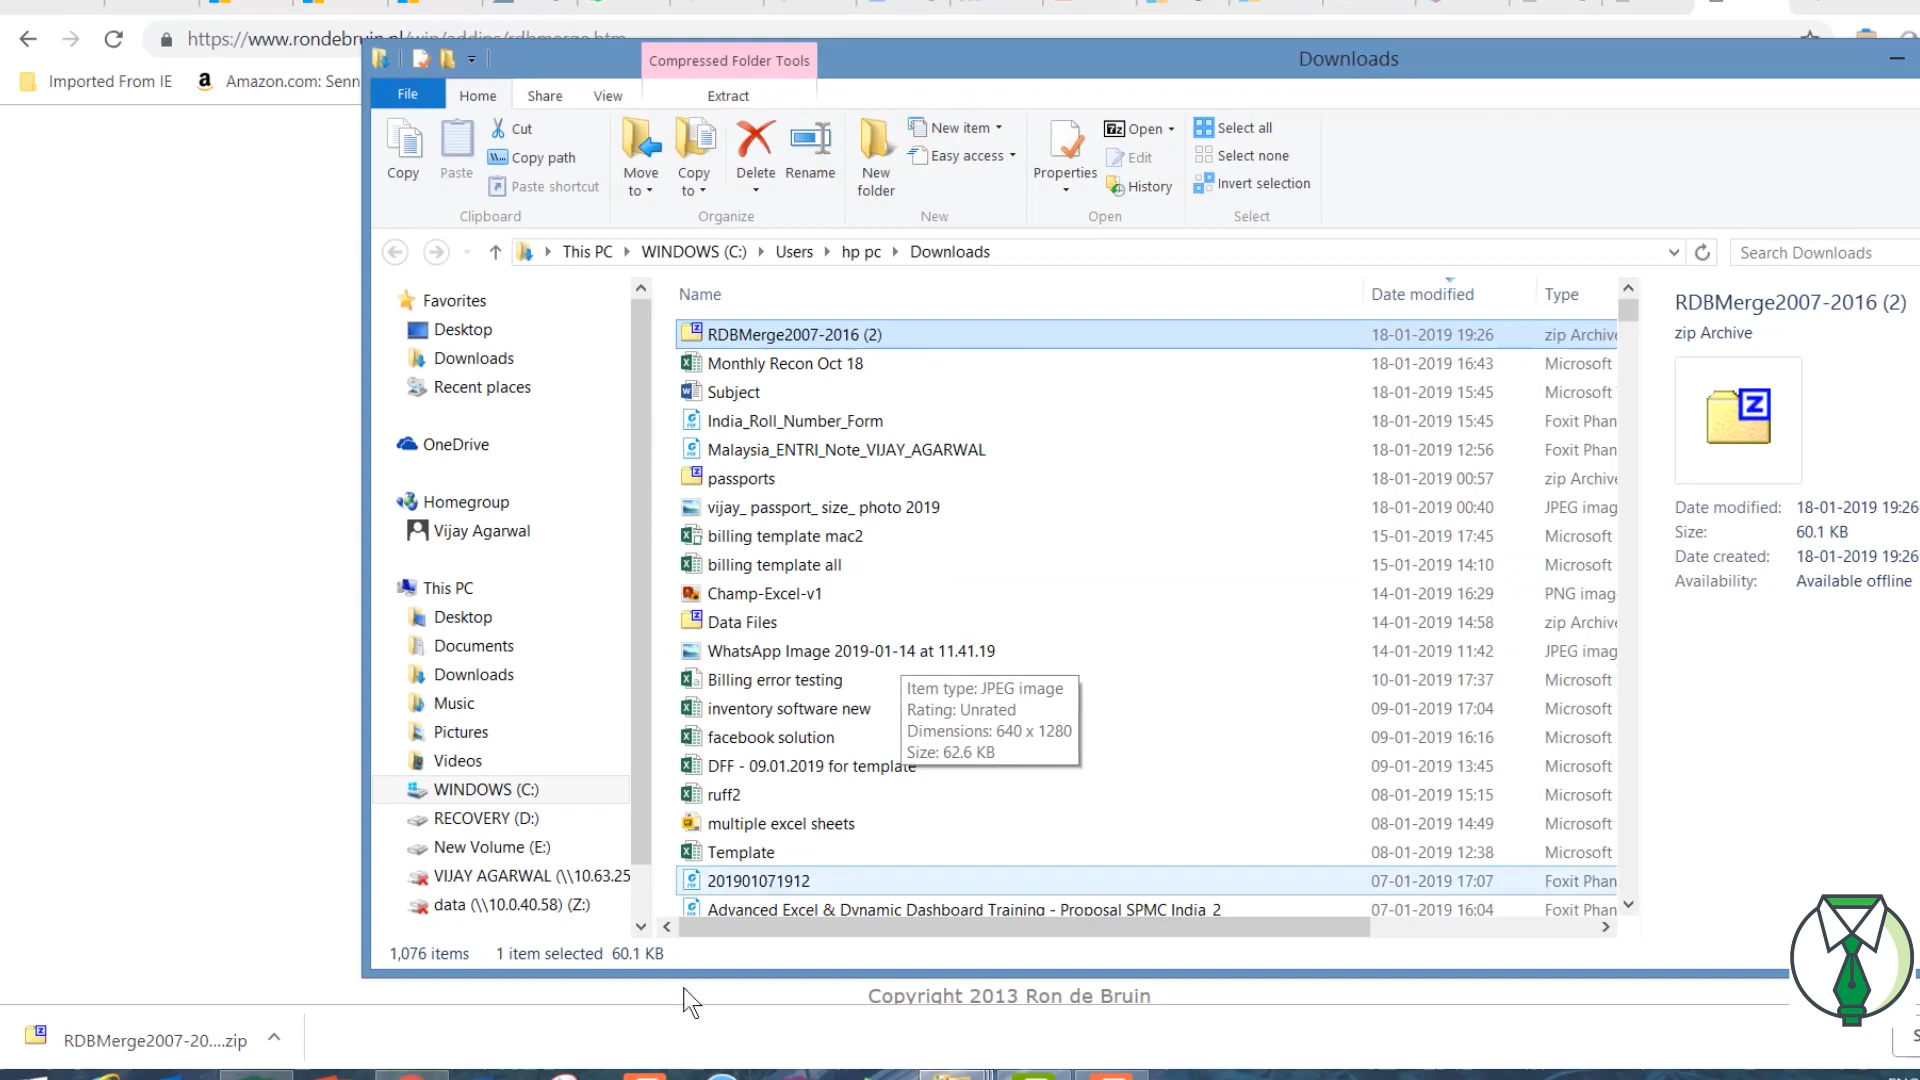 https://www.rondebruin.nl/win/addins/rdbmerge.htm
Imported From IE
Amazon.com: Senn
Compressed Folder Tools
Downloads
File
Home
Share
View
Extract
Copy
Paste
Cut
Copy path
Paste shortcut
Clipboard
Move to
Copy to
Delete
Rename
Organize
New folder
New item
Easy access
New
Properties
Open
Edit
History
Open
Select all
Select none
Invert selection
Select
This PC
WINDOWS (C:)
Users
hp pc
Downloads
Search Downloads
Favorites
Desktop
Downloads
Recent places
OneDrive
Homegroup
Vijay Agarwal
This PC
Desktop
Documents
Downloads
Music
Pictures
Videos
WINDOWS (C:)
RECOVERY (D:)
New Volume (E:)
VIJAY AGARWAL (\\10.63.25
data (\\10.0.40.58) (Z:)
Name Date modified Type
RDBMerge2007-2016 (2) 18-01-2019 19:26 zip Archive
Monthly Recon Oct 18 18-01-2019 16:43 Microsoft
Subject 18-01-2019 15:45 Microsoft
India_Roll_Number_Form 18-01-2019 15:45 Foxit Phan
Malaysia_ENTRI_Note_VIJAY_AGARWAL 18-01-2019 12:56 Foxit Phan
passports 18-01-2019 00:57 zip Archive
vijay_ passport_ size_ photo 2019 18-01-2019 00:40 JPEG imag
billing template mac2 15-01-2019 17:45 Microsoft
billing template all 15-01-2019 14:10 Microsoft
Champ-Excel-v1 14-01-2019 16:29 PNG imag
Data Files 14-01-2019 14:58 zip Archive
WhatsApp Image 2019-01-14 at 11.41.19 14-01-2019 11:42 JPEG imag
Billing error testing 10-01-2019 17:37 Microsoft
inventory software new 09-01-2019 17:04 Microsoft
facebook solution 09-01-2019 16:16 Microsoft
DFF - 09.01.2019 for template 09-01-2019 13:45 Microsoft
ruff2 08-01-2019 15:15 Microsoft
multiple excel sheets 08-01-2019 14:49 Microsoft
Template 08-01-2019 12:38 Microsoft
201901071912 07-01-2019 17:07 Foxit Phan
Advanced Excel & Dynamic Dashboard Training - Proposal SPMC India_2 07-01-2019 16:04 Foxit Phan
Item type: JPEG image
Rating: Unrated
Dimensions: 640 x 1280
Size: 62.6 KB
RDBMerge2007-2016 (2)
zip Archive
Date modified: 18-01-2019 19:26
Size: 60.1 KB
Date created: 18-01-2019 19:26
Availability: Available offline
1,076 items 1 item selected 60.1 KB
Copyright 2013 Ron de Bruin
RDBMerge2007-20....zip